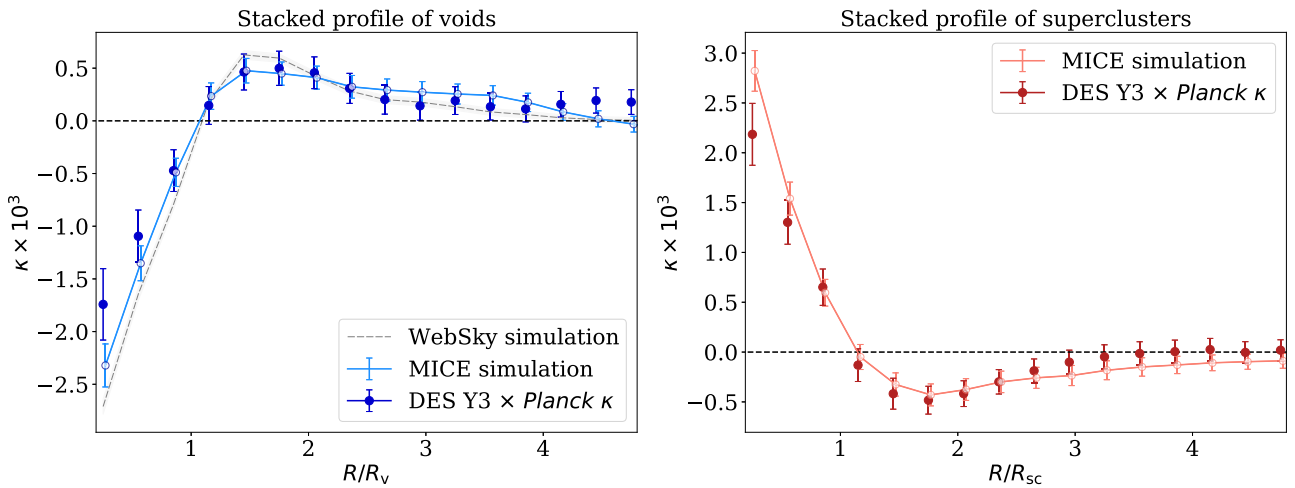 Stacked profile of voids
κ × 10³
0.5
0.0
−0.5
−1.0
−1.5
−2.0
−2.5
WebSky simulation
MICE simulation
DES Y3 × Planck κ
1
2
3
4
R/Rᵥ
Stacked profile of superclusters
κ × 10³
3.0
2.5
2.0
1.5
1.0
0.5
0.0
−0.5
MICE simulation
DES Y3 × Planck κ
1
2
3
4
R/R_sc